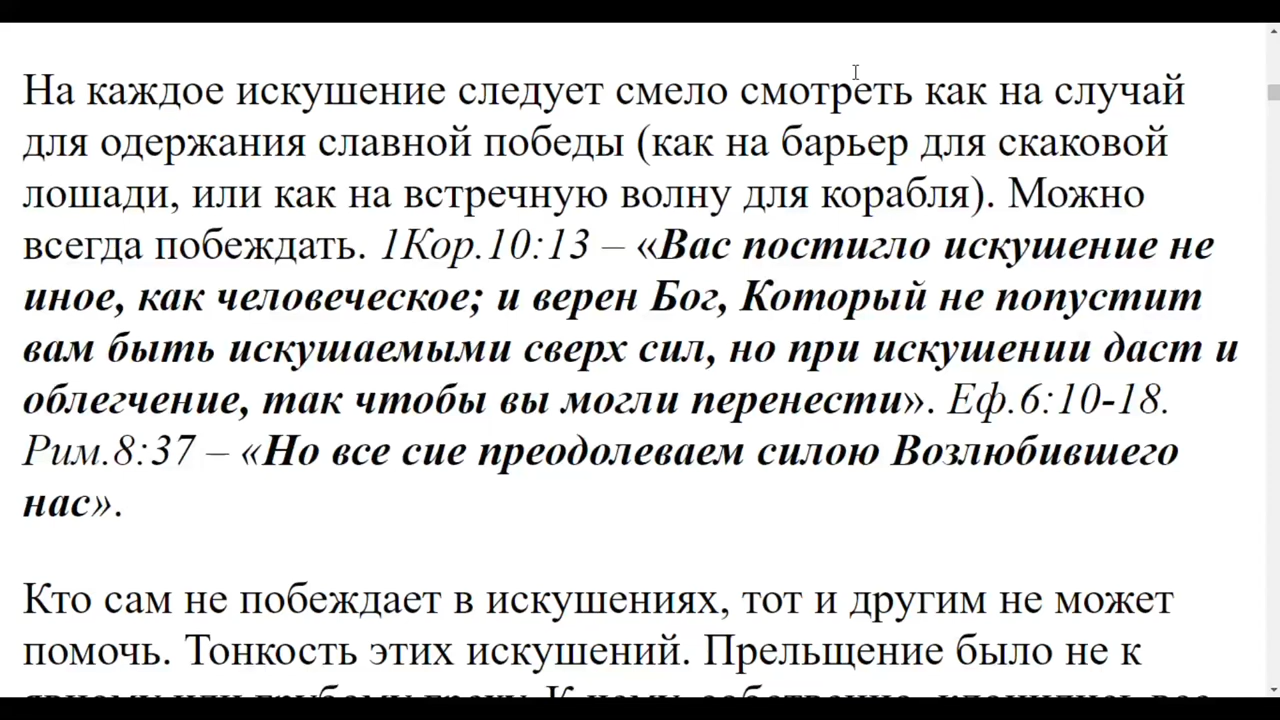 На каждое искушение следует смело смотреть как на случай
для одержания славной победы (как на барьер для скаковой
лошади, или как на встречную волну для корабля). Можно
всегда побеждать. 1Кор.10:13 – «Вас постигло искушение не
иное, как человеческое; и верен Бог, Который не попустит
вам быть искушаемыми сверх сил, но при искушении даст и
облегчение, так чтобы вы могли перенести». Еф.6:10-18.
Рим.8:37 – «Но все сие преодолеваем силою Возлюбившего
нас».
Кто сам не побеждает в искушениях, тот и другим не может
помочь. Тонкость этих искушений. Прельщение было не к